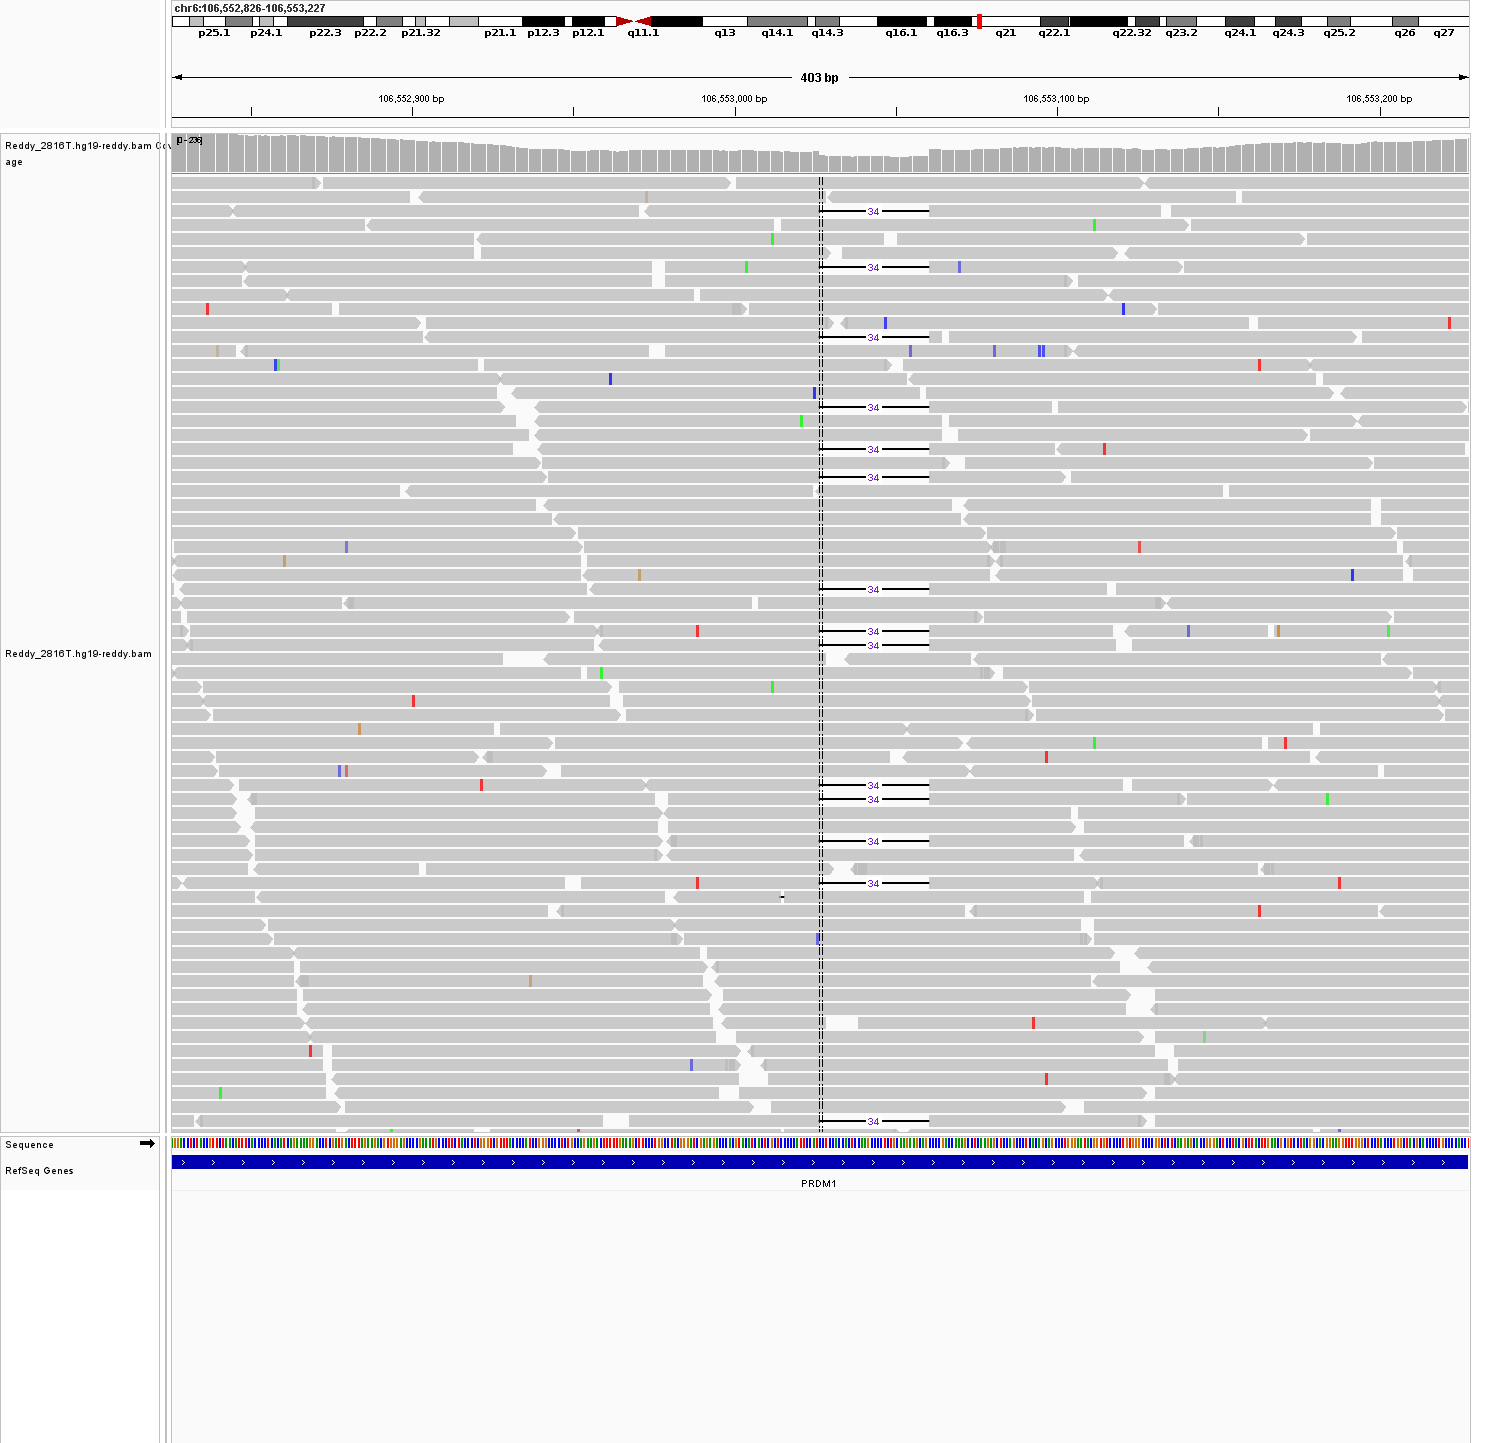 chr6:106,552,826-106,553,227
p25.1 p24.1 p22.3 p22.2 p21.32 p21.1 p12.3 p12.1 q11.1 q13 q14.1 q14.3 q16.1 q16.3 q21 q22.1 q22.32 q23.2 q24.1 q24.3 q25.2 q26 q27
403 bp
106,552,900 bp 106,553,000 bp 106,553,100 bp 106,553,200 bp
[0 - 236]
Reddy_2816T.hg19-reddy.bam Cov
age
34
34
34
34
34
34
34
34
34
Reddy_2816T.hg19-reddy.bam
34
34
34
34
34
Sequence
RefSeq Genes
PRDM1